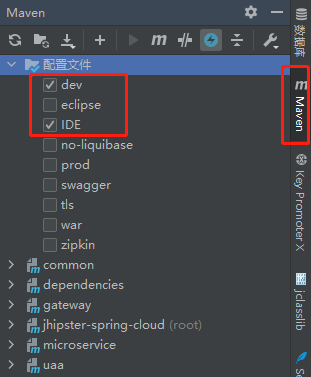 Maven
配置文件
dev
eclipse
IDE
no-liquibase
prod
swagger
tls
war
zipkin
common
dependencies
gateway
jhipster-spring-cloud (root)
microservice
uaa
数据库
m Maven
Key Promoter X
jclasslib